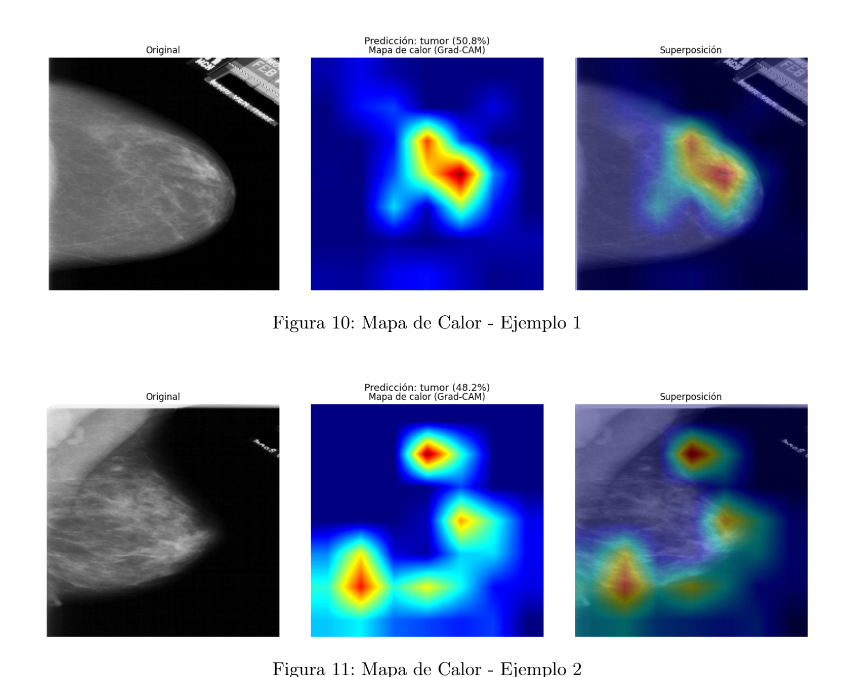 Original
Predicción: tumor (50.8%)
Mapa de calor (Grad-CAM)
Superposición
FEB
Figura 10: Mapa de Calor - Ejemplo 1
Original
Predicción: tumor (48.2%)
Mapa de calor (Grad-CAM)
Superposición
Figura 11: Mapa de Calor - Ejemplo 2